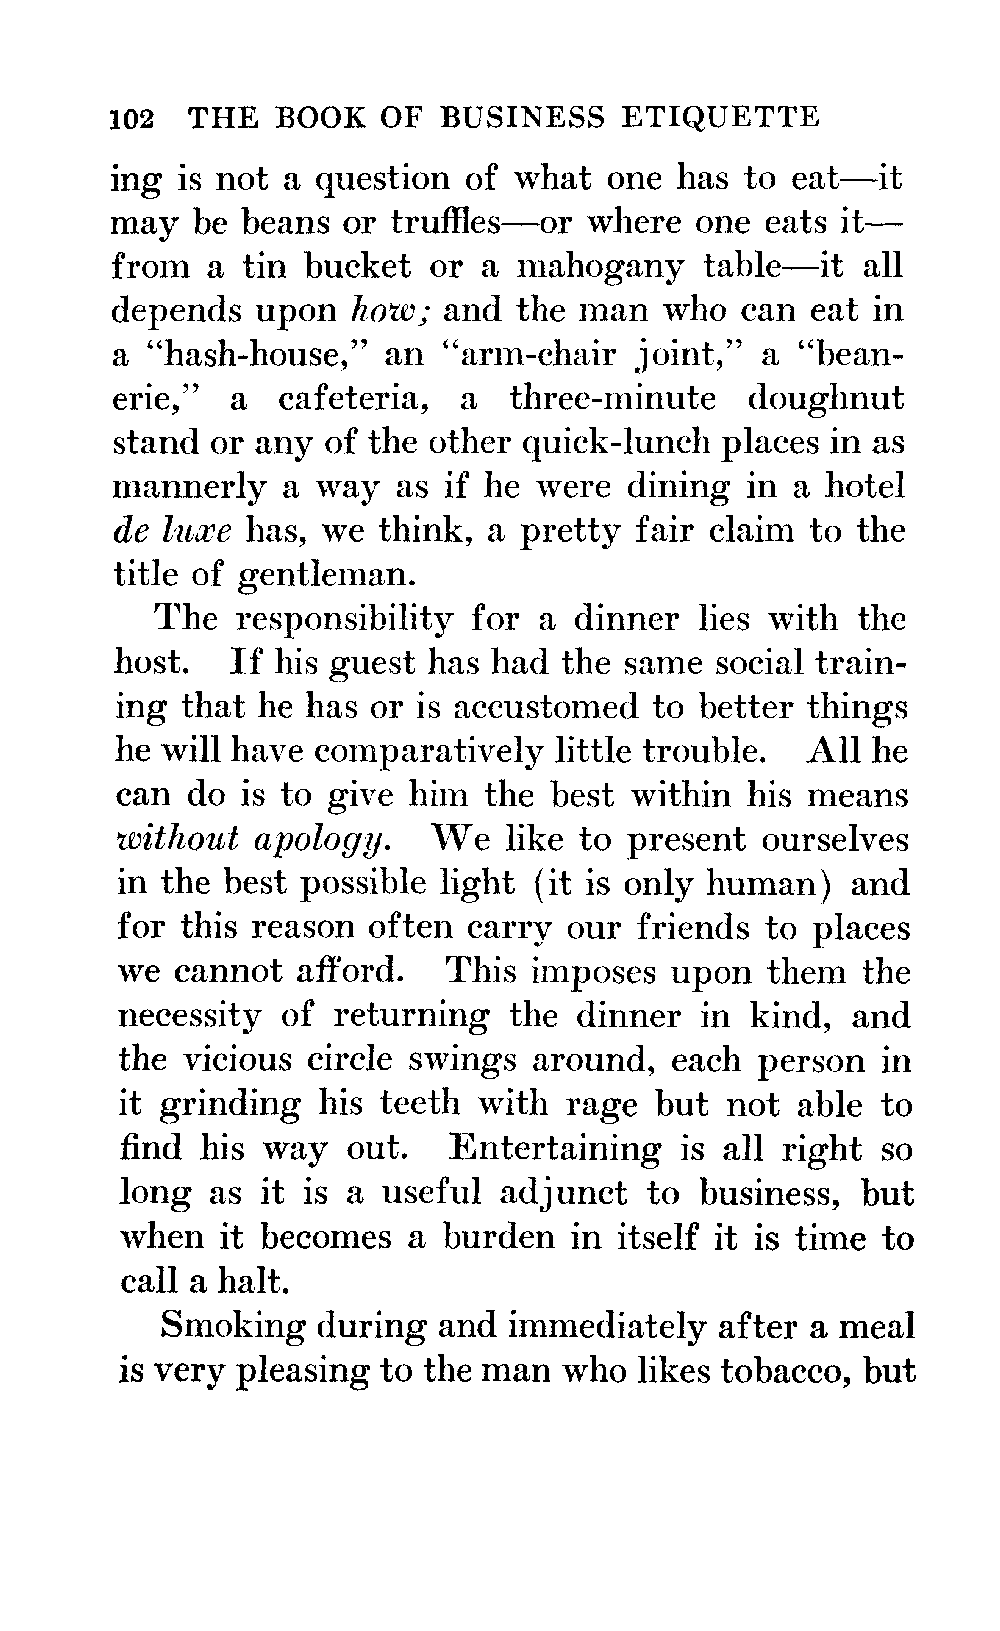 102 THE BOOK OF BUSINESS ETIQUETTE
ing is not a question of what one has to eat—it
may be beans or truffles—or where one eats it—
from a tin bucket or a mahogany table—it all
depends upon how; and the man who can eat in
a “hash-house,” an “arm-chair joint,” a “bean-
erie,” a cafeteria, a three-minute doughnut
stand or any of the other quick-lunch places in as
mannerly a way as if he were dining in a hotel
de luxe has, we think, a pretty fair claim to the
title of gentleman.
The responsibility for a dinner lies with the
host. If his guest has had the same social train-
ing that he has or is accustomed to better things
he will have comparatively little trouble. All he
can do is to give him the best within his means
without apology. We like to present ourselves
in the best possible light (it is only human) and
for this reason often carry our friends to places
we cannot afford. This imposes upon them the
necessity of returning the dinner in kind, and
the vicious circle swings around, each person in
it grinding his teeth with rage but not able to
find his way out. Entertaining is all right so
long as it is a useful adjunct to business, but
when it becomes a burden in itself it is time to
call a halt.
Smoking during and immediately after a meal
is very pleasing to the man who likes tobacco, but